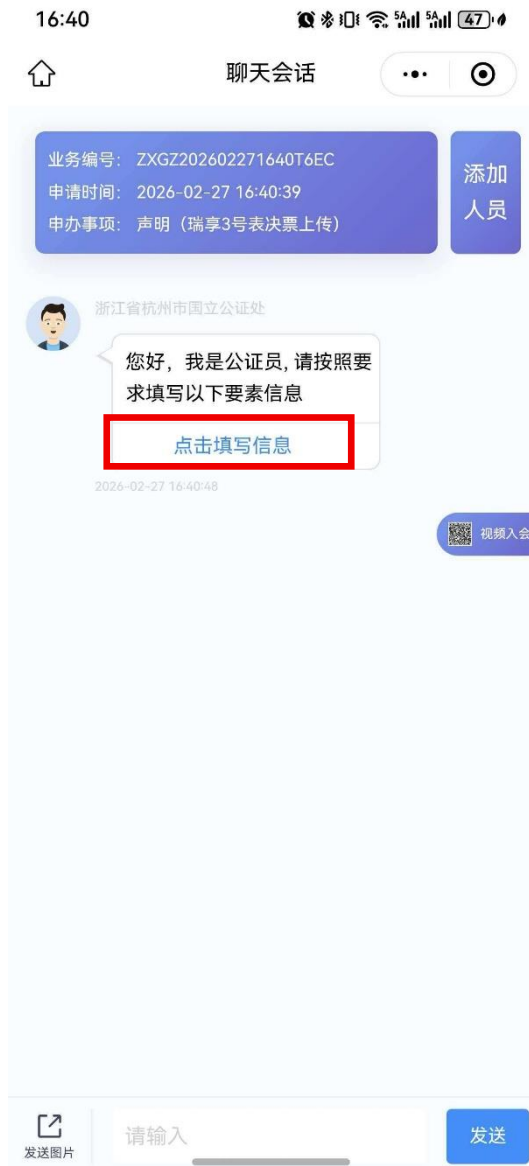 16:40
5A 5A 47
聊天会话
业务编号: ZXGZ202602271640T6EC
申请时间: 2026-02-27 16:40:39
申办事项: 声明（瑞享3号表决票上传）
添加
人员
浙江省杭州市国立公证处
您好，我是公证员,请按照要
求填写以下要素信息
点击填写信息
2026-02-27 16:40:48
视频入会
发送图片
请输入
发送